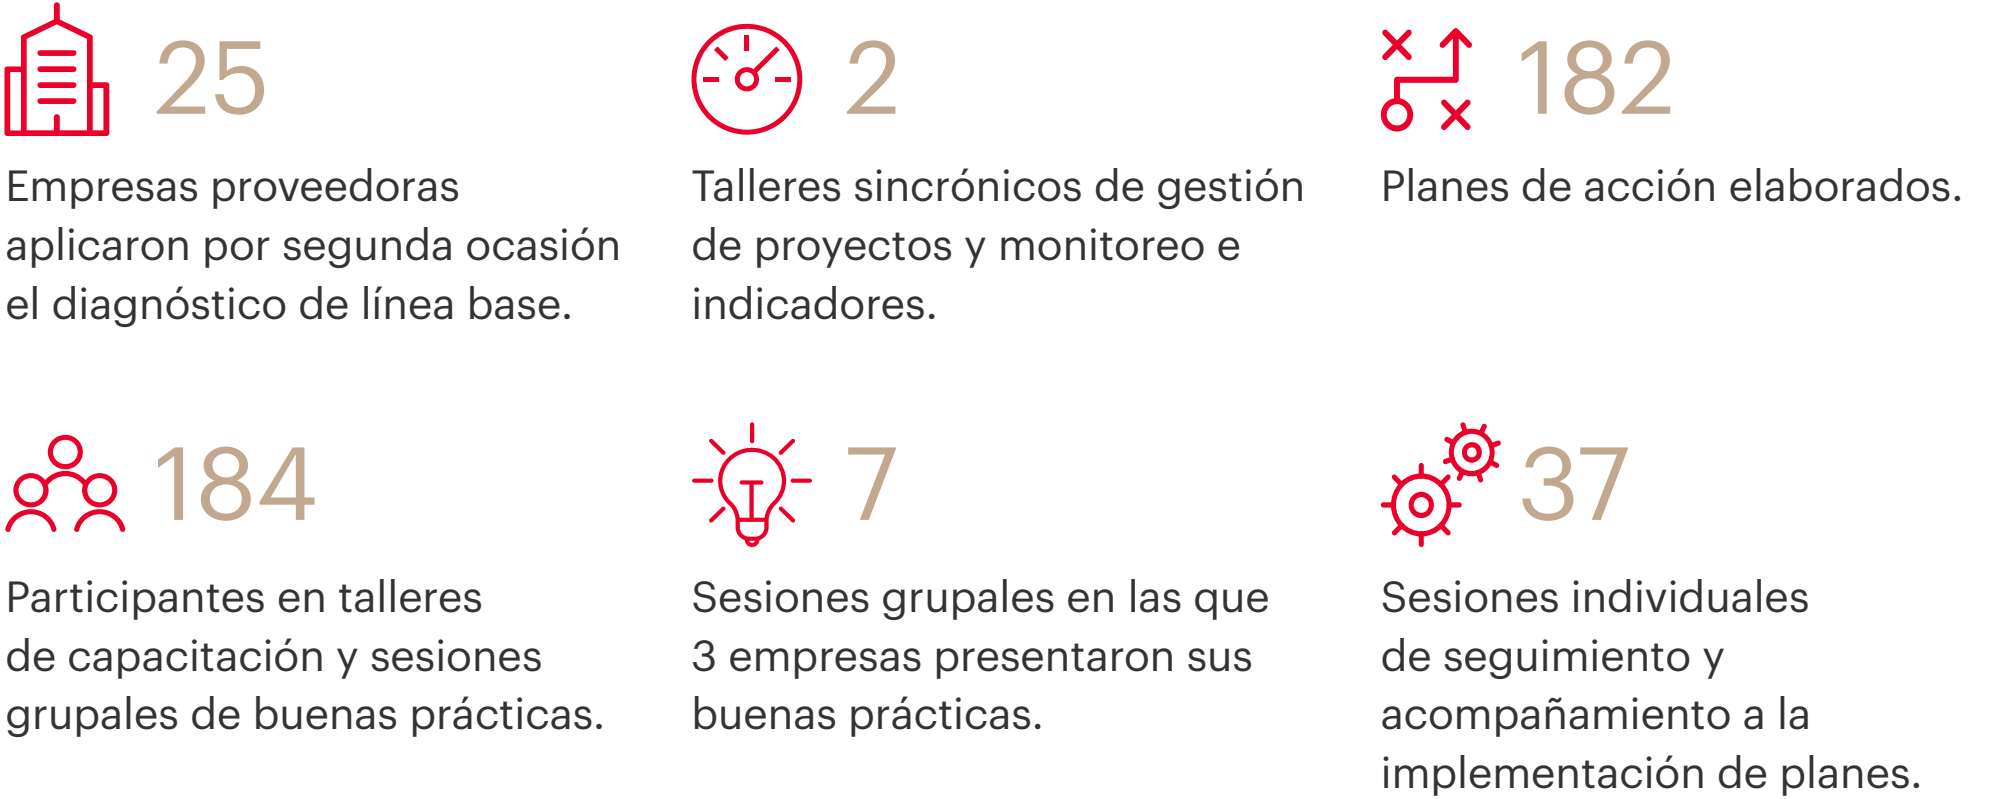 25
Empresas proveedoras
aplicaron por segunda ocasión
el diagnóstico de línea base.
2
Talleres sincrónicos de gestión
de proyectos y monitoreo e
indicadores.
182
Planes de acción elaborados.
184
Participantes en talleres
de capacitación y sesiones
grupales de buenas prácticas.
7
Sesiones grupales en las que
3 empresas presentaron sus
buenas prácticas.
37
Sesiones individuales
de seguimiento y
acompañamiento a la
implementación de planes.